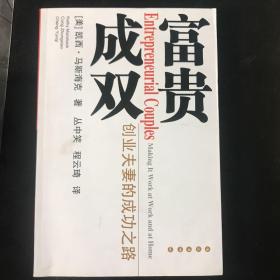 富贵
成双
Entrepreneurial Couples
Making It Work at Work and at Home
创业夫妻的成功之路
[美] 凯西·马斯海克 著
丛中笑 程云琦 译